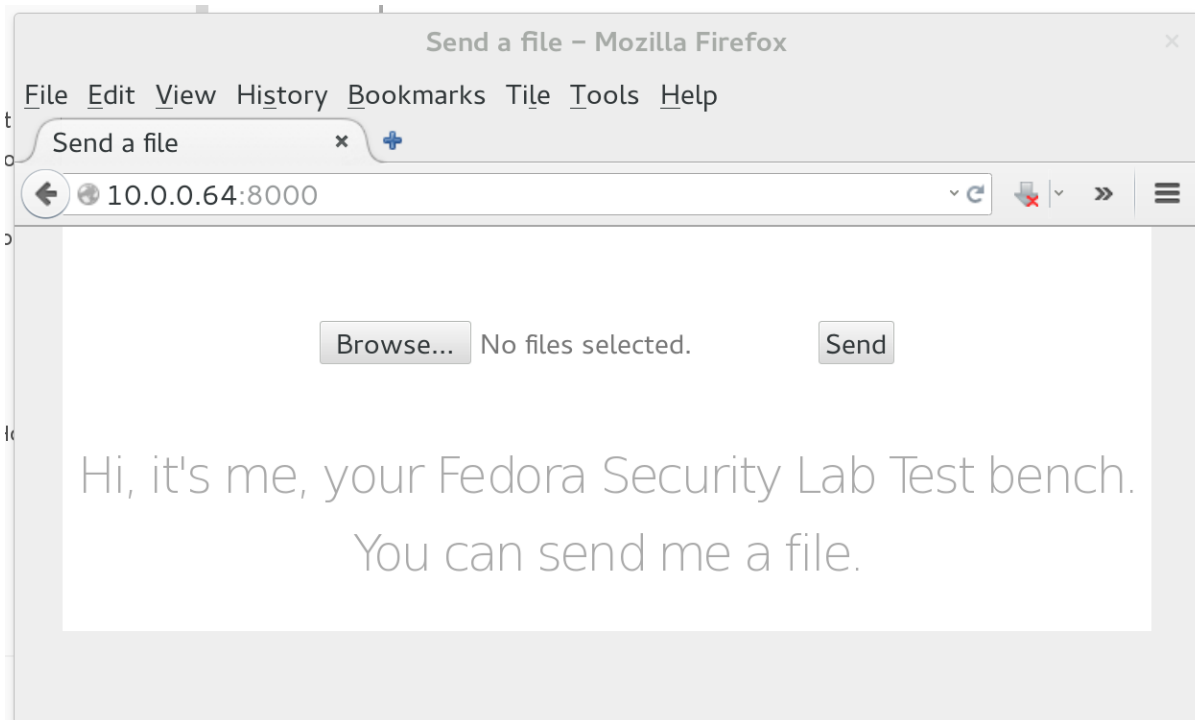 Send a file – Mozilla Firefox
File Edit View History Bookmarks Tile Tools Help
Send a file
10.0.0.64:8000
Browse... No files selected. Send
Hi, it's me, your Fedora Security Lab Test bench.
You can send me a file.